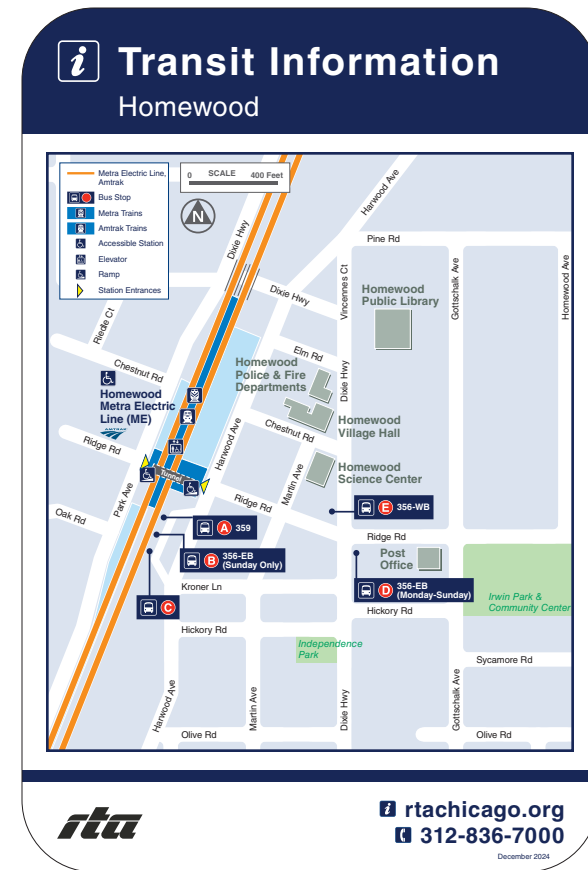 i Transit Information
Homewood
Metra Electric Line,
Amtrak
Bus Stop
Metra Trains
Amtrak Trains
Accessible Station
Elevator
Ramp
Station Entrances
0 SCALE 400 Feet
N
Harwood Ave
Dixie Hwy
Pine Rd
Vincennes Ct
Gottschalk Ave
Homewood Ave
Dixie Hwy
Homewood
Public Library
Riedle Ct
Elm Rd
Chestnut Rd
Homewood
Police & Fire
Departments
Dixie Hwy
Homewood
Metra Electric
Line (ME)
AMTRAK
Harwood Ave
Chestnut Rd
Homewood
Village Hall
Ridge Rd
Tunnel
Martin Ave
Homewood
Science Center
Park Ave
Oak Rd
Ridge Rd
E 356-WB
A 359
Ridge Rd
B 356-EB
(Sunday Only)
Post
Office
Kroner Ln
D 356-EB
(Monday-Sunday)
C
Irwin Park &
Community Center
Hickory Rd
Hickory Rd
Independence
Park
Sycamore Rd
Harwood Ave
Martin Ave
Dixie Hwy
Gottschalk Ave
Olive Rd
Olive Rd
rta
i rtachicago.org
312-836-7000
December 2024